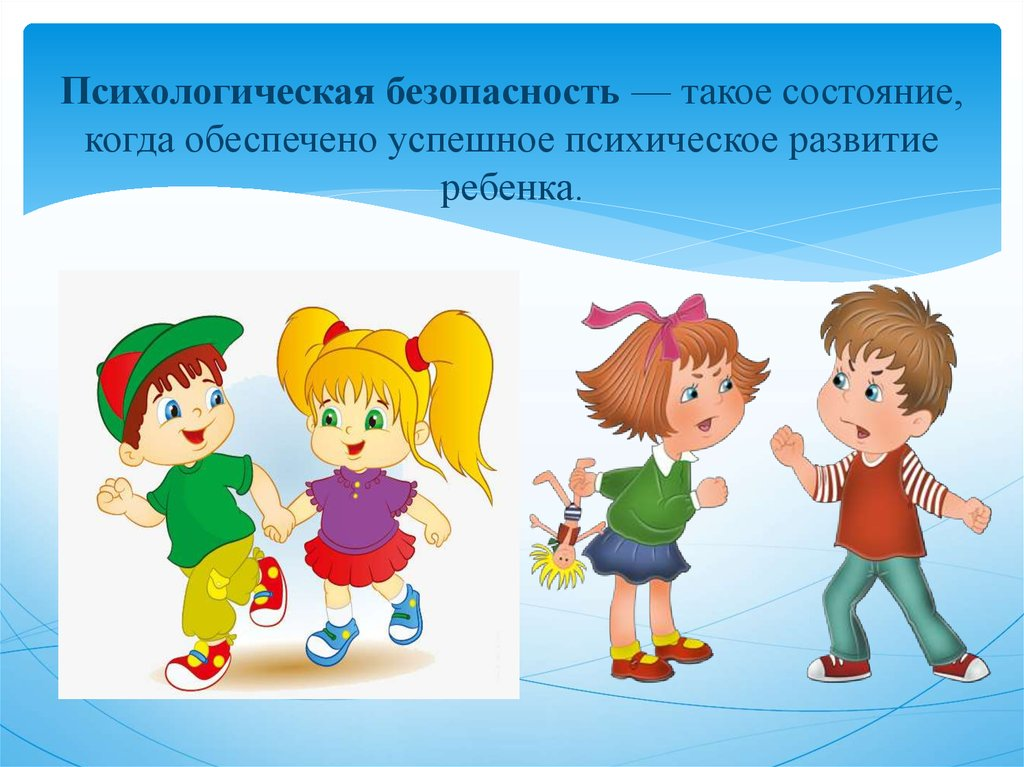 Психологическая безопасность — такое состояние,
когда обеспечено успешное психическое развитие
ребенка.